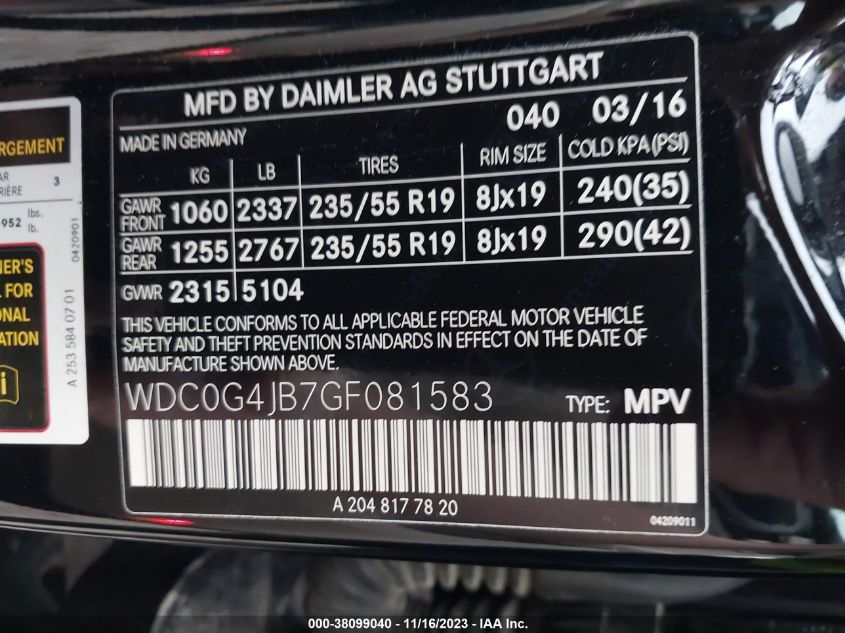 MFD BY DAIMLER AG STUTTGART
040 03/16
MADE IN GERMANY
KG LB TIRES RIM SIZE COLD KPA(PSI)
GAWR FRONT 1060 2337 235/55 R19 8Jx19 240(35)
GAWR REAR 1255 2767 235/55 R19 8Jx19 290(42)
GVWR 2315 5104
THIS VEHICLE CONFORMS TO ALL APPLICABLE FEDERAL MOTOR VEHICLE
SAFETY AND THEFT PREVENTION STANDARDS IN EFFECT ON THE DATE OF
MANUFACTURE SHOWN ABOVE.
WDC0G4JB7GF081583 TYPE: MPV
A 204 817 78 20
04209011
3
952 lbs.
lb.
0420901
FOR
A 253 584 07 01
000-38099040 - 11/16/2023 - IAAI Inc.